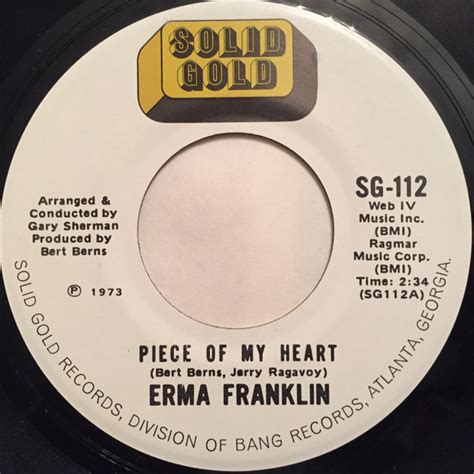 SOLID
GOLD
Arranged &
Conducted by
Gary Sherman
Produced by
Bert Berns
Ⓟ 1973
SG-112
Web IV
Music Inc.
(BMI)
Ragmar
Music Corp.
(BMI)
Time: 2:34
(SG112A)
PIECE OF MY HEART
(Bert Berns, Jerry Ragavoy)
ERMA FRANKLIN
SOLID GOLD RECORDS, DIVISION OF BANG RECORDS, ATLANTA, GEORGIA.